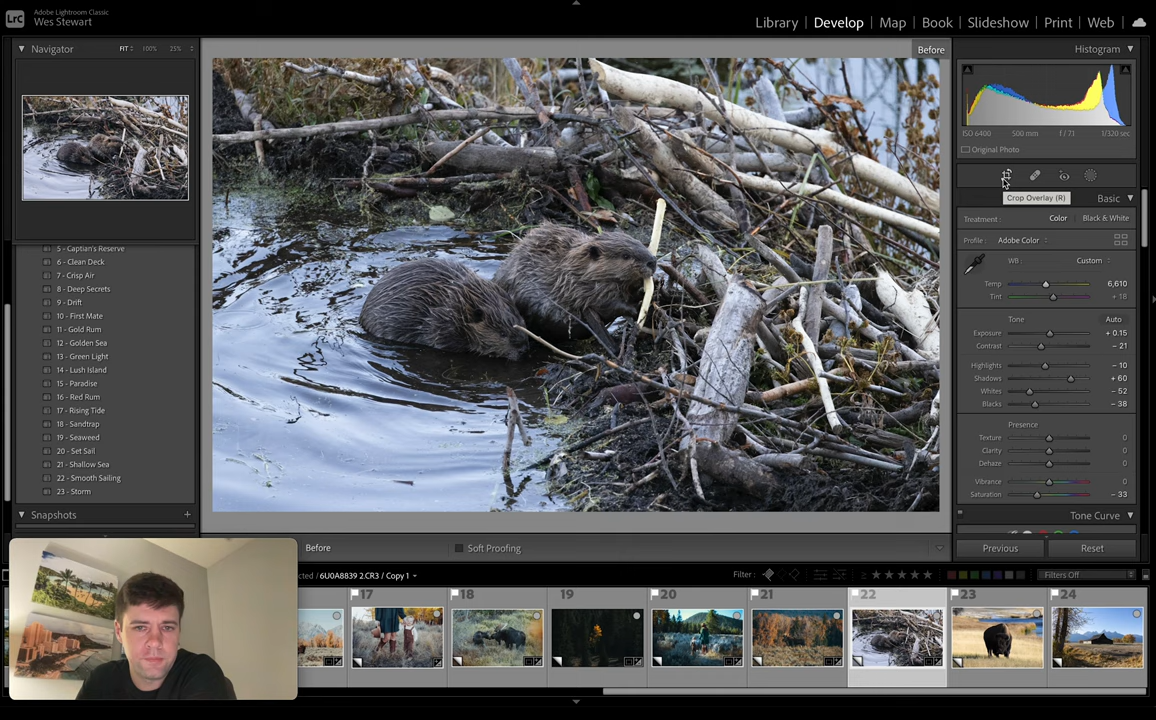 LrC
Adobe Lightroom Classic
Wes Stewart
Library | Develop | Map | Book | Slideshow | Print | Web
Navigator FIT 100% 25%
Before
Histogram
ISO 6400 500 mm f / 7.1 1/320 sec
Original Photo
Crop Overlay (R)
Basic
Treatment : Color Black & White
Profile : Adobe Color
WB : Custom
Temp 6,610
Tint + 18
Tone Auto
Exposure + 0.15
Contrast − 21
Highlights − 10
Shadows + 60
Whites − 52
Blacks − 38
Presence
Texture 0
Clarity 0
Dehaze 0
Vibrance 0
Saturation − 33
Tone Curve
Previous Reset
5 - Captian's Reserve
6 - Clean Deck
7 - Crisp Air
8 - Deep Secrets
9 - Drift
10 - First Mate
11 - Gold Rum
12 - Golden Sea
13 - Green Light
14 - Lush Island
15 - Paradise
16 - Red Rum
17 - Rising Tide
18 - Sandtrap
19 - Seaweed
20 - Set Sail
21 - Shallow Sea
22 - Smooth Sailing
23 - Storm
Snapshots +
Before Soft Proofing
cted / 6U0A8839 2.CR3 / Copy 1
Filter : Filters Off
17 18 19 20 21 22 23 24